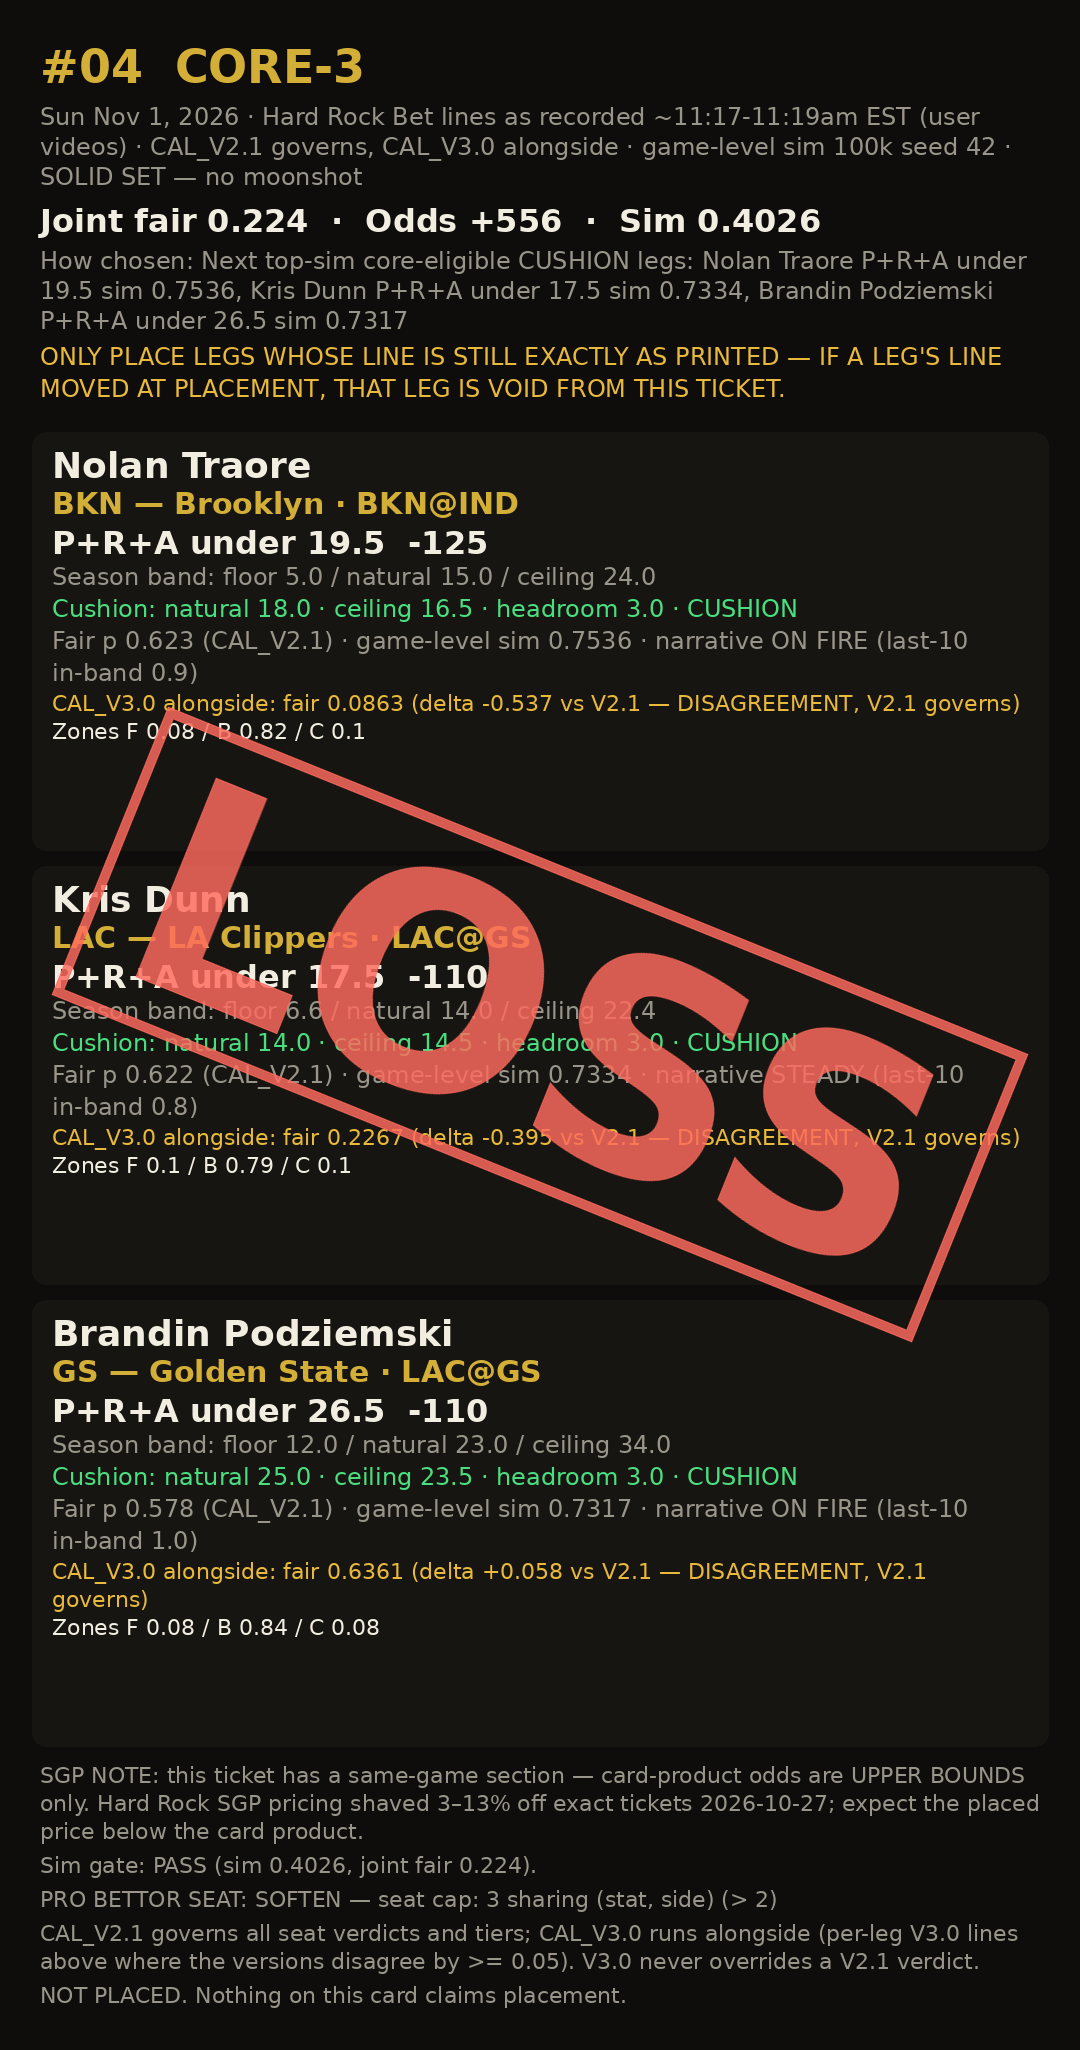 #04 CORE-3
Sun Nov 1, 2026 · Hard Rock Bet lines as recorded ~11:17-11:19am EST (user
videos) · CAL_V2.1 governs, CAL_V3.0 alongside · game-level sim 100k seed 42 ·
SOLID SET — no moonshot
Joint fair 0.224 · Odds +556 · Sim 0.4026
How chosen: Next top-sim core-eligible CUSHION legs: Nolan Traore P+R+A under
19.5 sim 0.7536, Kris Dunn P+R+A under 17.5 sim 0.7334, Brandin Podziemski
P+R+A under 26.5 sim 0.7317
ONLY PLACE LEGS WHOSE LINE IS STILL EXACTLY AS PRINTED — IF A LEG'S LINE
MOVED AT PLACEMENT, THAT LEG IS VOID FROM THIS TICKET.
Nolan Traore
BKN — Brooklyn · BKN@IND
P+R+A under 19.5 -125
Season band: floor 5.0 / natural 15.0 / ceiling 24.0
Cushion: natural 18.0 · ceiling 16.5 · headroom 3.0 · CUSHION
Fair p 0.623 (CAL_V2.1) · game-level sim 0.7536 · narrative ON FIRE (last-10
in-band 0.9)
CAL_V3.0 alongside: fair 0.0863 (delta -0.537 vs V2.1 — DISAGREEMENT, V2.1 governs)
Zones F 0.08 / B 0.82 / C 0.1
LOSS
Kris Dunn
LAC — LA Clippers · LAC@GS
P+R+A under 17.5 -110
Season band: floor 6.6 / natural 14.0 / ceiling 22.4
Cushion: natural 14.0 · ceiling 14.5 · headroom 3.0 · CUSHION
Fair p 0.622 (CAL_V2.1) · game-level sim 0.7334 · narrative STEADY (last-10
in-band 0.8)
CAL_V3.0 alongside: fair 0.2267 (delta -0.395 vs V2.1 — DISAGREEMENT, V2.1 governs)
Zones F 0.1 / B 0.79 / C 0.1
Brandin Podziemski
GS — Golden State · LAC@GS
P+R+A under 26.5 -110
Season band: floor 12.0 / natural 23.0 / ceiling 34.0
Cushion: natural 25.0 · ceiling 23.5 · headroom 3.0 · CUSHION
Fair p 0.578 (CAL_V2.1) · game-level sim 0.7317 · narrative ON FIRE (last-10
in-band 1.0)
CAL_V3.0 alongside: fair 0.6361 (delta +0.058 vs V2.1 — DISAGREEMENT, V2.1
governs)
Zones F 0.08 / B 0.84 / C 0.08
SGP NOTE: this ticket has a same-game section — card-product odds are UPPER BOUNDS
only. Hard Rock SGP pricing shaved 3–13% off exact tickets 2026-10-27; expect the placed
price below the card product.
Sim gate: PASS (sim 0.4026, joint fair 0.224).
PRO BETTOR SEAT: SOFTEN — seat cap: 3 sharing (stat, side) (> 2)
CAL_V2.1 governs all seat verdicts and tiers; CAL_V3.0 runs alongside (per-leg V3.0 lines
above where the versions disagree by >= 0.05). V3.0 never overrides a V2.1 verdict.
NOT PLACED. Nothing on this card claims placement.